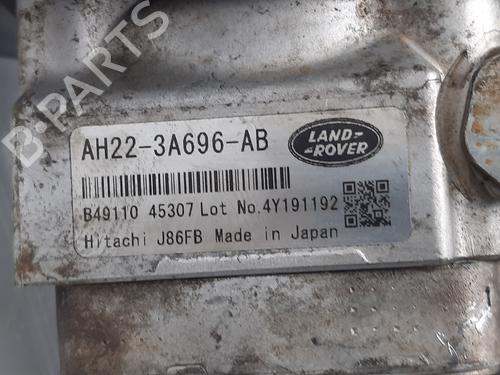 B-PARTS
AH22-3A696-AB
LAND-
-ROVER
B49110 45307 Lot No.4Y191192
Hitachi J86FB Made in Japan